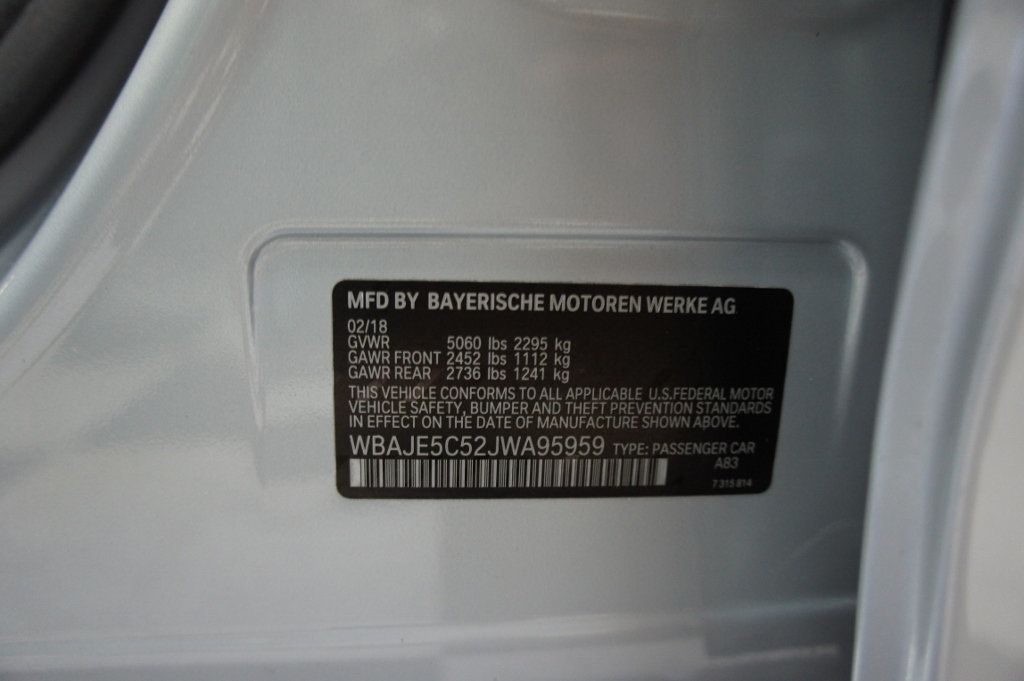 MFD BY BAYERISCHE MOTOREN WERKE AG
02/18
GVWR 5060 lbs 2295 kg
GAWR FRONT 2452 lbs 1112 kg
GAWR REAR 2736 lbs 1241 kg
THIS VEHICLE CONFORMS TO ALL APPLICABLE U.S.FEDERAL MOTOR
VEHICLE SAFETY, BUMPER AND THEFT PREVENTION STANDARDS
IN EFFECT ON THE DATE OF MANUFACTURE SHOWN ABOVE.
WBAJE5C52JWA95959 TYPE: PASSENGER CAR
A83
7315814